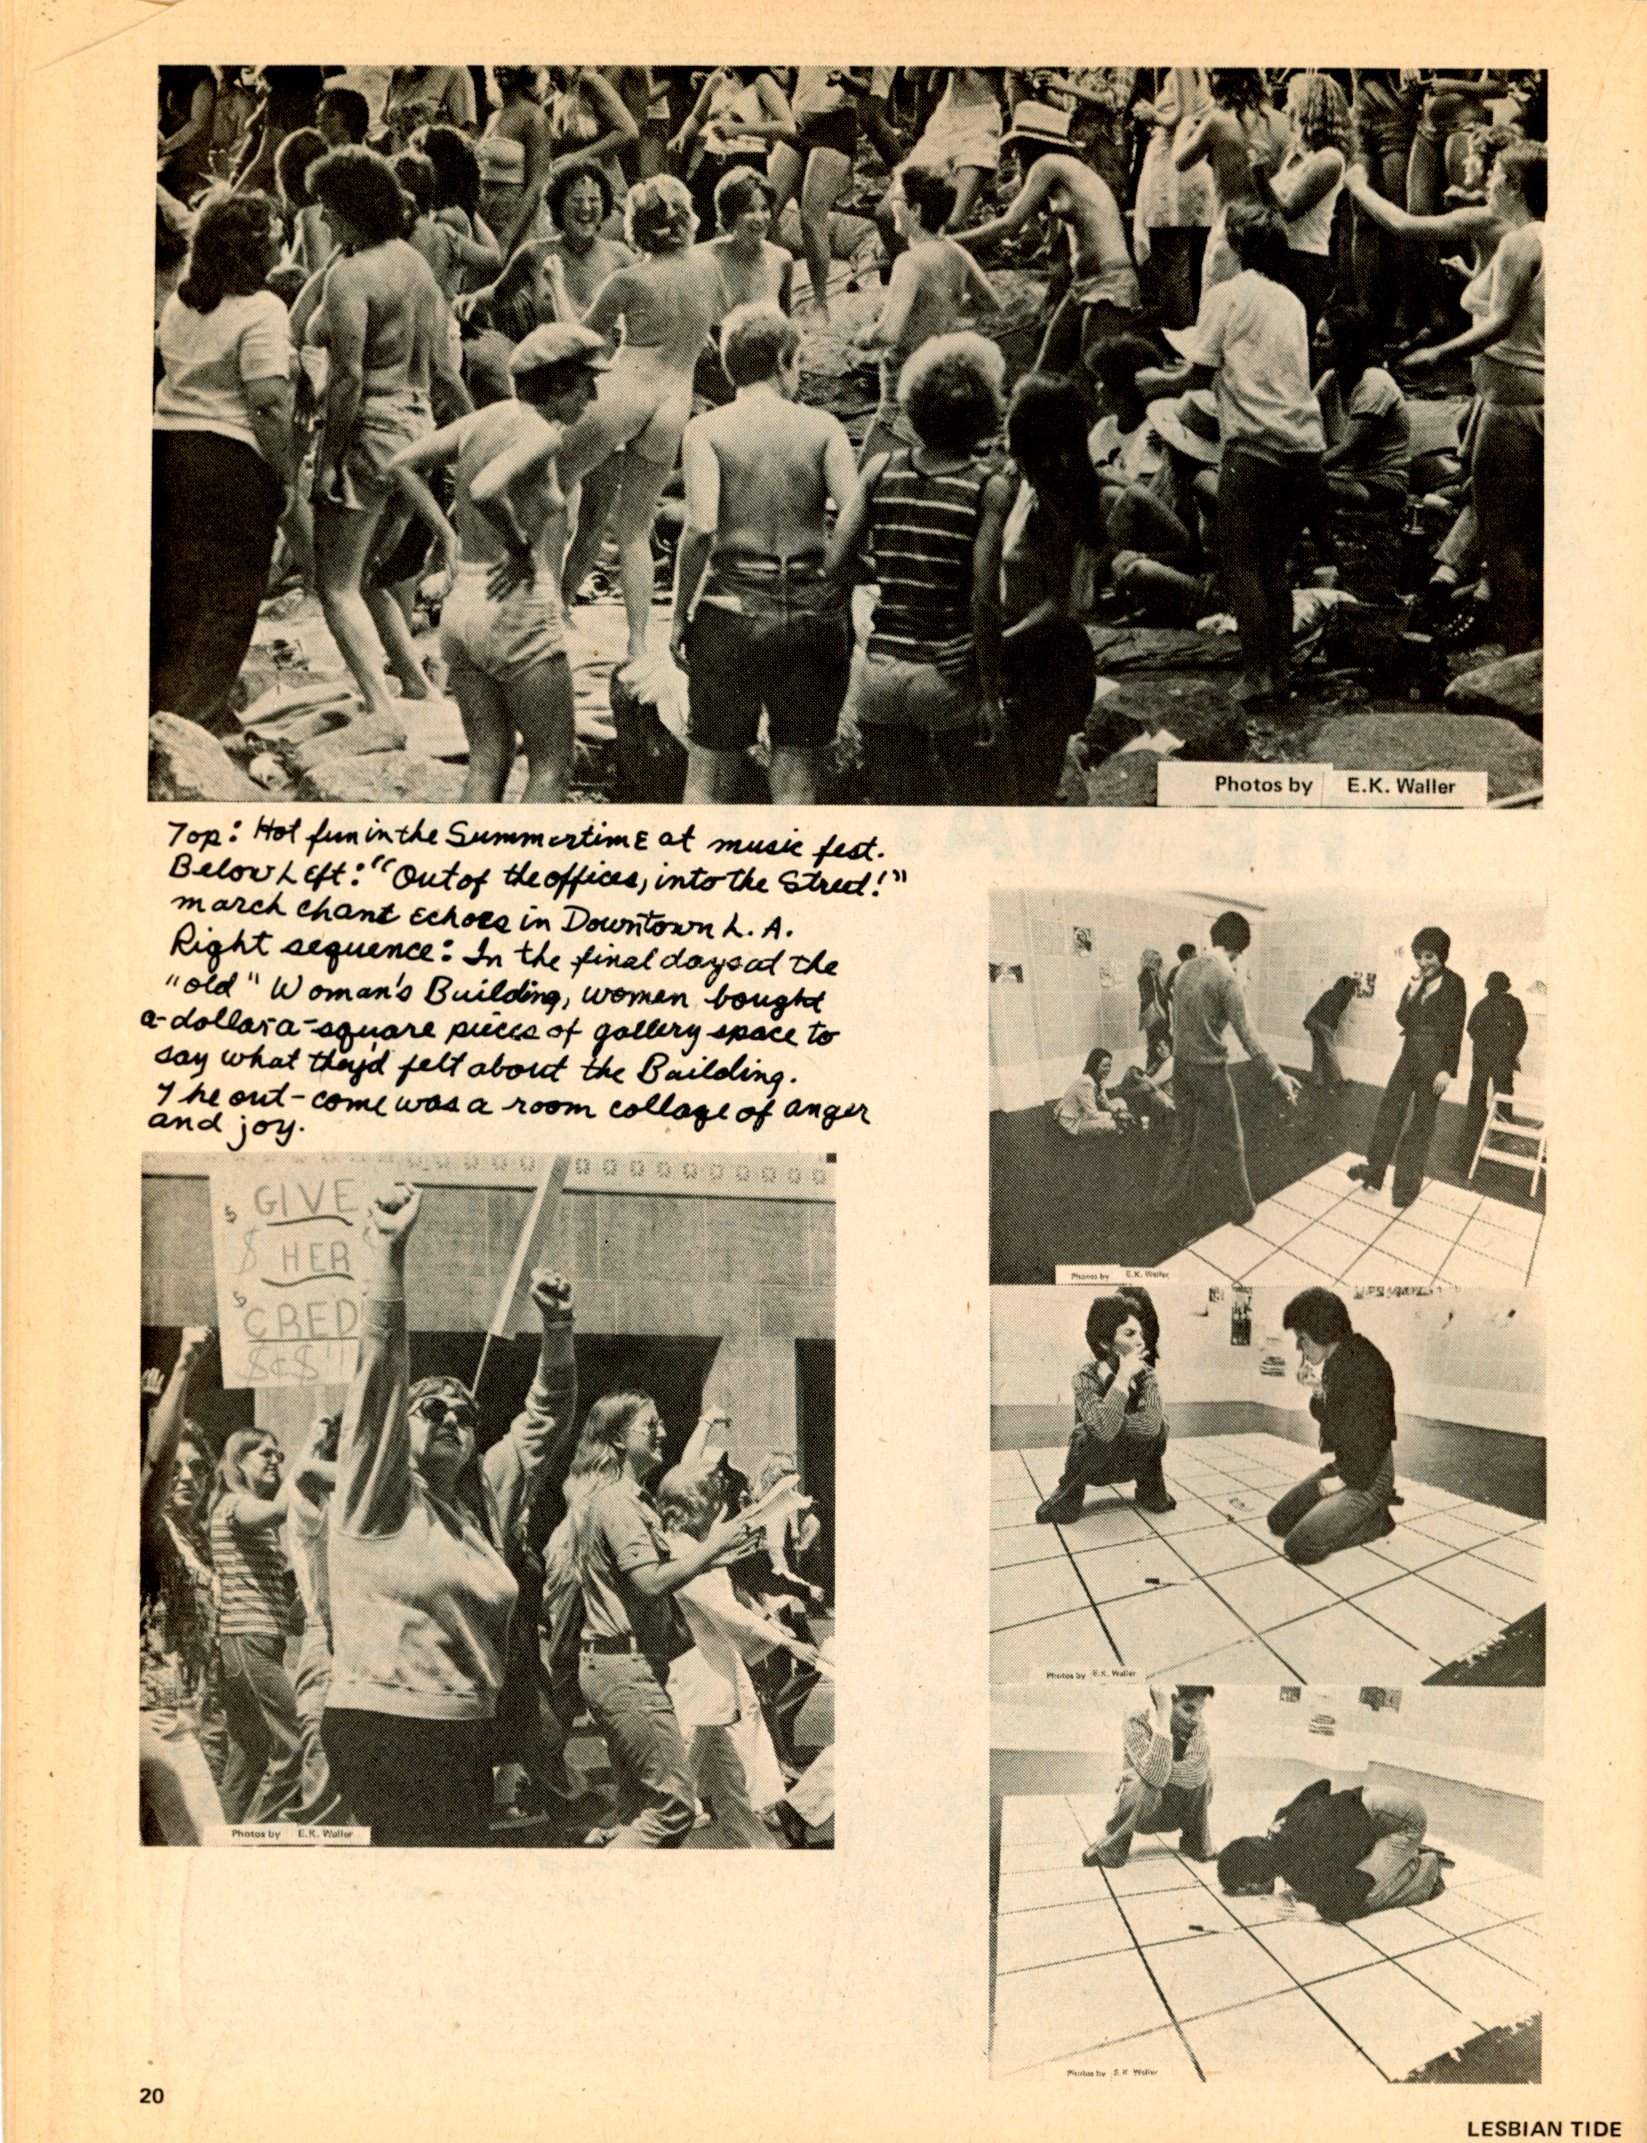 Photos by E.K. Waller
Top: Hot fun in the Summertime at music fest.
Below Left: "Out of the offices, into the Street!"
march chant echoes in Downtown L.A.
Right sequence: In the final days at the
"old" Woman's Building, women bought
a-dollar-a-square pieces of gallery space to
say what they'd felt about the Building.
The out-come was a room collage of anger
and joy.
$ GIVE
$ HER
$ CRED
$¢$"
Photos by E.K. Waller
Photos by E.K. Waller
Photos by E.K. Waller
Photos by E.K. Waller
20
LESBIAN TIDE